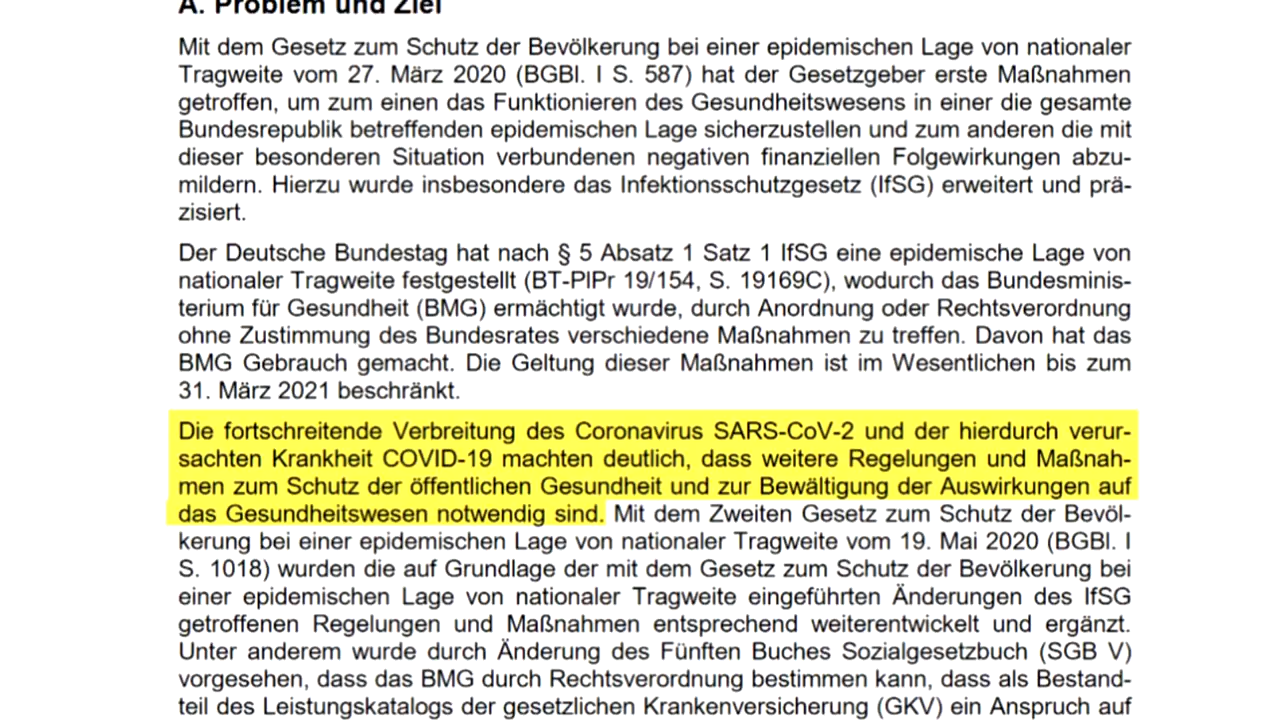 A. Problem und Ziel
Mit dem Gesetz zum Schutz der Bevölkerung bei einer epidemischen Lage von nationaler
Tragweite vom 27. März 2020 (BGBl. I S. 587) hat der Gesetzgeber erste Maßnahmen
getroffen, um zum einen das Funktionieren des Gesundheitswesens in einer die gesamte
Bundesrepublik betreffenden epidemischen Lage sicherzustellen und zum anderen die mit
dieser besonderen Situation verbundenen negativen finanziellen Folgewirkungen abzu-
mildern. Hierzu wurde insbesondere das Infektionsschutzgesetz (IfSG) erweitert und prä-
zisiert.
Der Deutsche Bundestag hat nach § 5 Absatz 1 Satz 1 IfSG eine epidemische Lage von
nationaler Tragweite festgestellt (BT-PlPr 19/154, S. 19169C), wodurch das Bundesminis-
terium für Gesundheit (BMG) ermächtigt wurde, durch Anordnung oder Rechtsverordnung
ohne Zustimmung des Bundesrates verschiedene Maßnahmen zu treffen. Davon hat das
BMG Gebrauch gemacht. Die Geltung dieser Maßnahmen ist im Wesentlichen bis zum
31. März 2021 beschränkt.
Die fortschreitende Verbreitung des Coronavirus SARS-CoV-2 und der hierdurch verur-
sachten Krankheit COVID-19 machten deutlich, dass weitere Regelungen und Maßnah-
men zum Schutz der öffentlichen Gesundheit und zur Bewältigung der Auswirkungen auf
das Gesundheitswesen notwendig sind. Mit dem Zweiten Gesetz zum Schutz der Bevöl-
kerung bei einer epidemischen Lage von nationaler Tragweite vom 19. Mai 2020 (BGBl. I
S. 1018) wurden die auf Grundlage der mit dem Gesetz zum Schutz der Bevölkerung bei
einer epidemischen Lage von nationaler Tragweite eingeführten Änderungen des IfSG
getroffenen Regelungen und Maßnahmen entsprechend weiterentwickelt und ergänzt.
Unter anderem wurde durch Änderung des Fünften Buches Sozialgesetzbuch (SGB V)
vorgesehen, dass das BMG durch Rechtsverordnung bestimmen kann, dass als Bestand-
teil des Leistungskatalogs der gesetzlichen Krankenversicherung (GKV) ein Anspruch auf